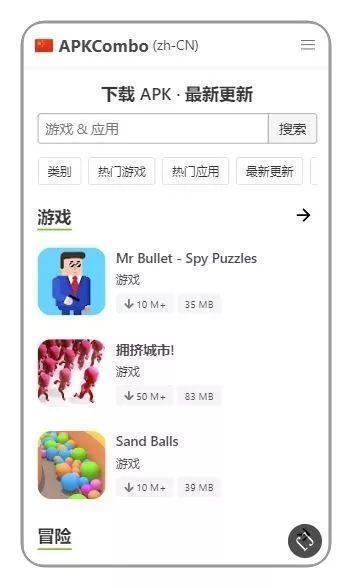 APKCombo (zh-CN)
下载 APK · 最新更新
游戏 & 应用 搜索
类别 热门游戏 热门应用 最新更新
游戏
Mr Bullet - Spy Puzzles
游戏
10 M+ 35 MB
拥挤城市!
游戏
50 M+ 83 MB
Sand Balls
游戏
10 M+ 39 MB
冒险